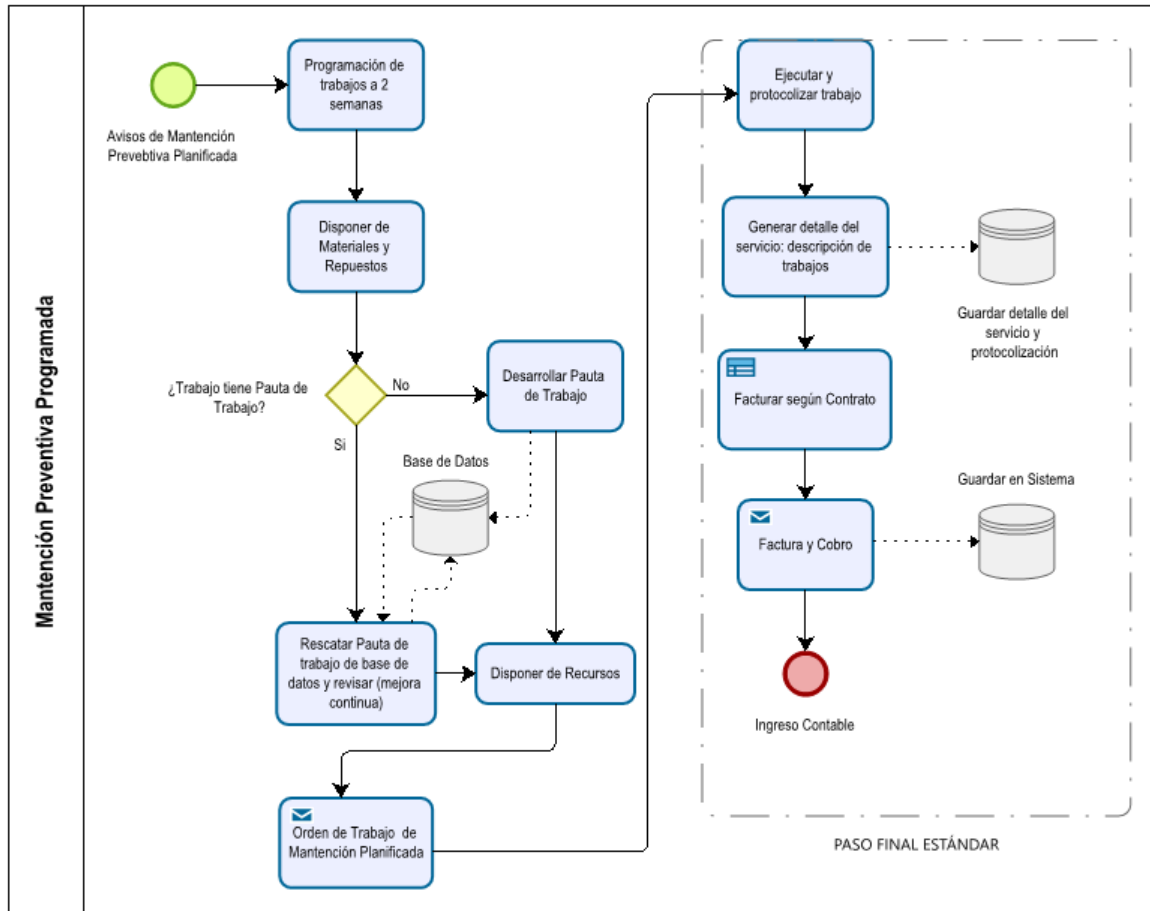 Mantención Preventiva Programada
Avisos de Mantención
Prevebtiva Planificada
Programación de
trabajos a 2
semanas
Disponer de
Materiales y
Repuestos
¿Trabajo tiene Pauta de
Trabajo?
No
Si
Desarrollar Pauta
de Trabajo
Base de Datos
Rescatar Pauta de
trabajo de base de
datos y revisar (mejora
continua)
Disponer de Recursos
Orden de Trabajo de
Mantención Planificada
Ejecutar y
protocolizar trabajo
Generar detalle del
servicio: descripción de
trabajos
Guardar detalle del
servicio y
protocolización
Facturar según Contrato
Guardar en Sistema
Factura y Cobro
Ingreso Contable
PASO FINAL ESTÁNDAR